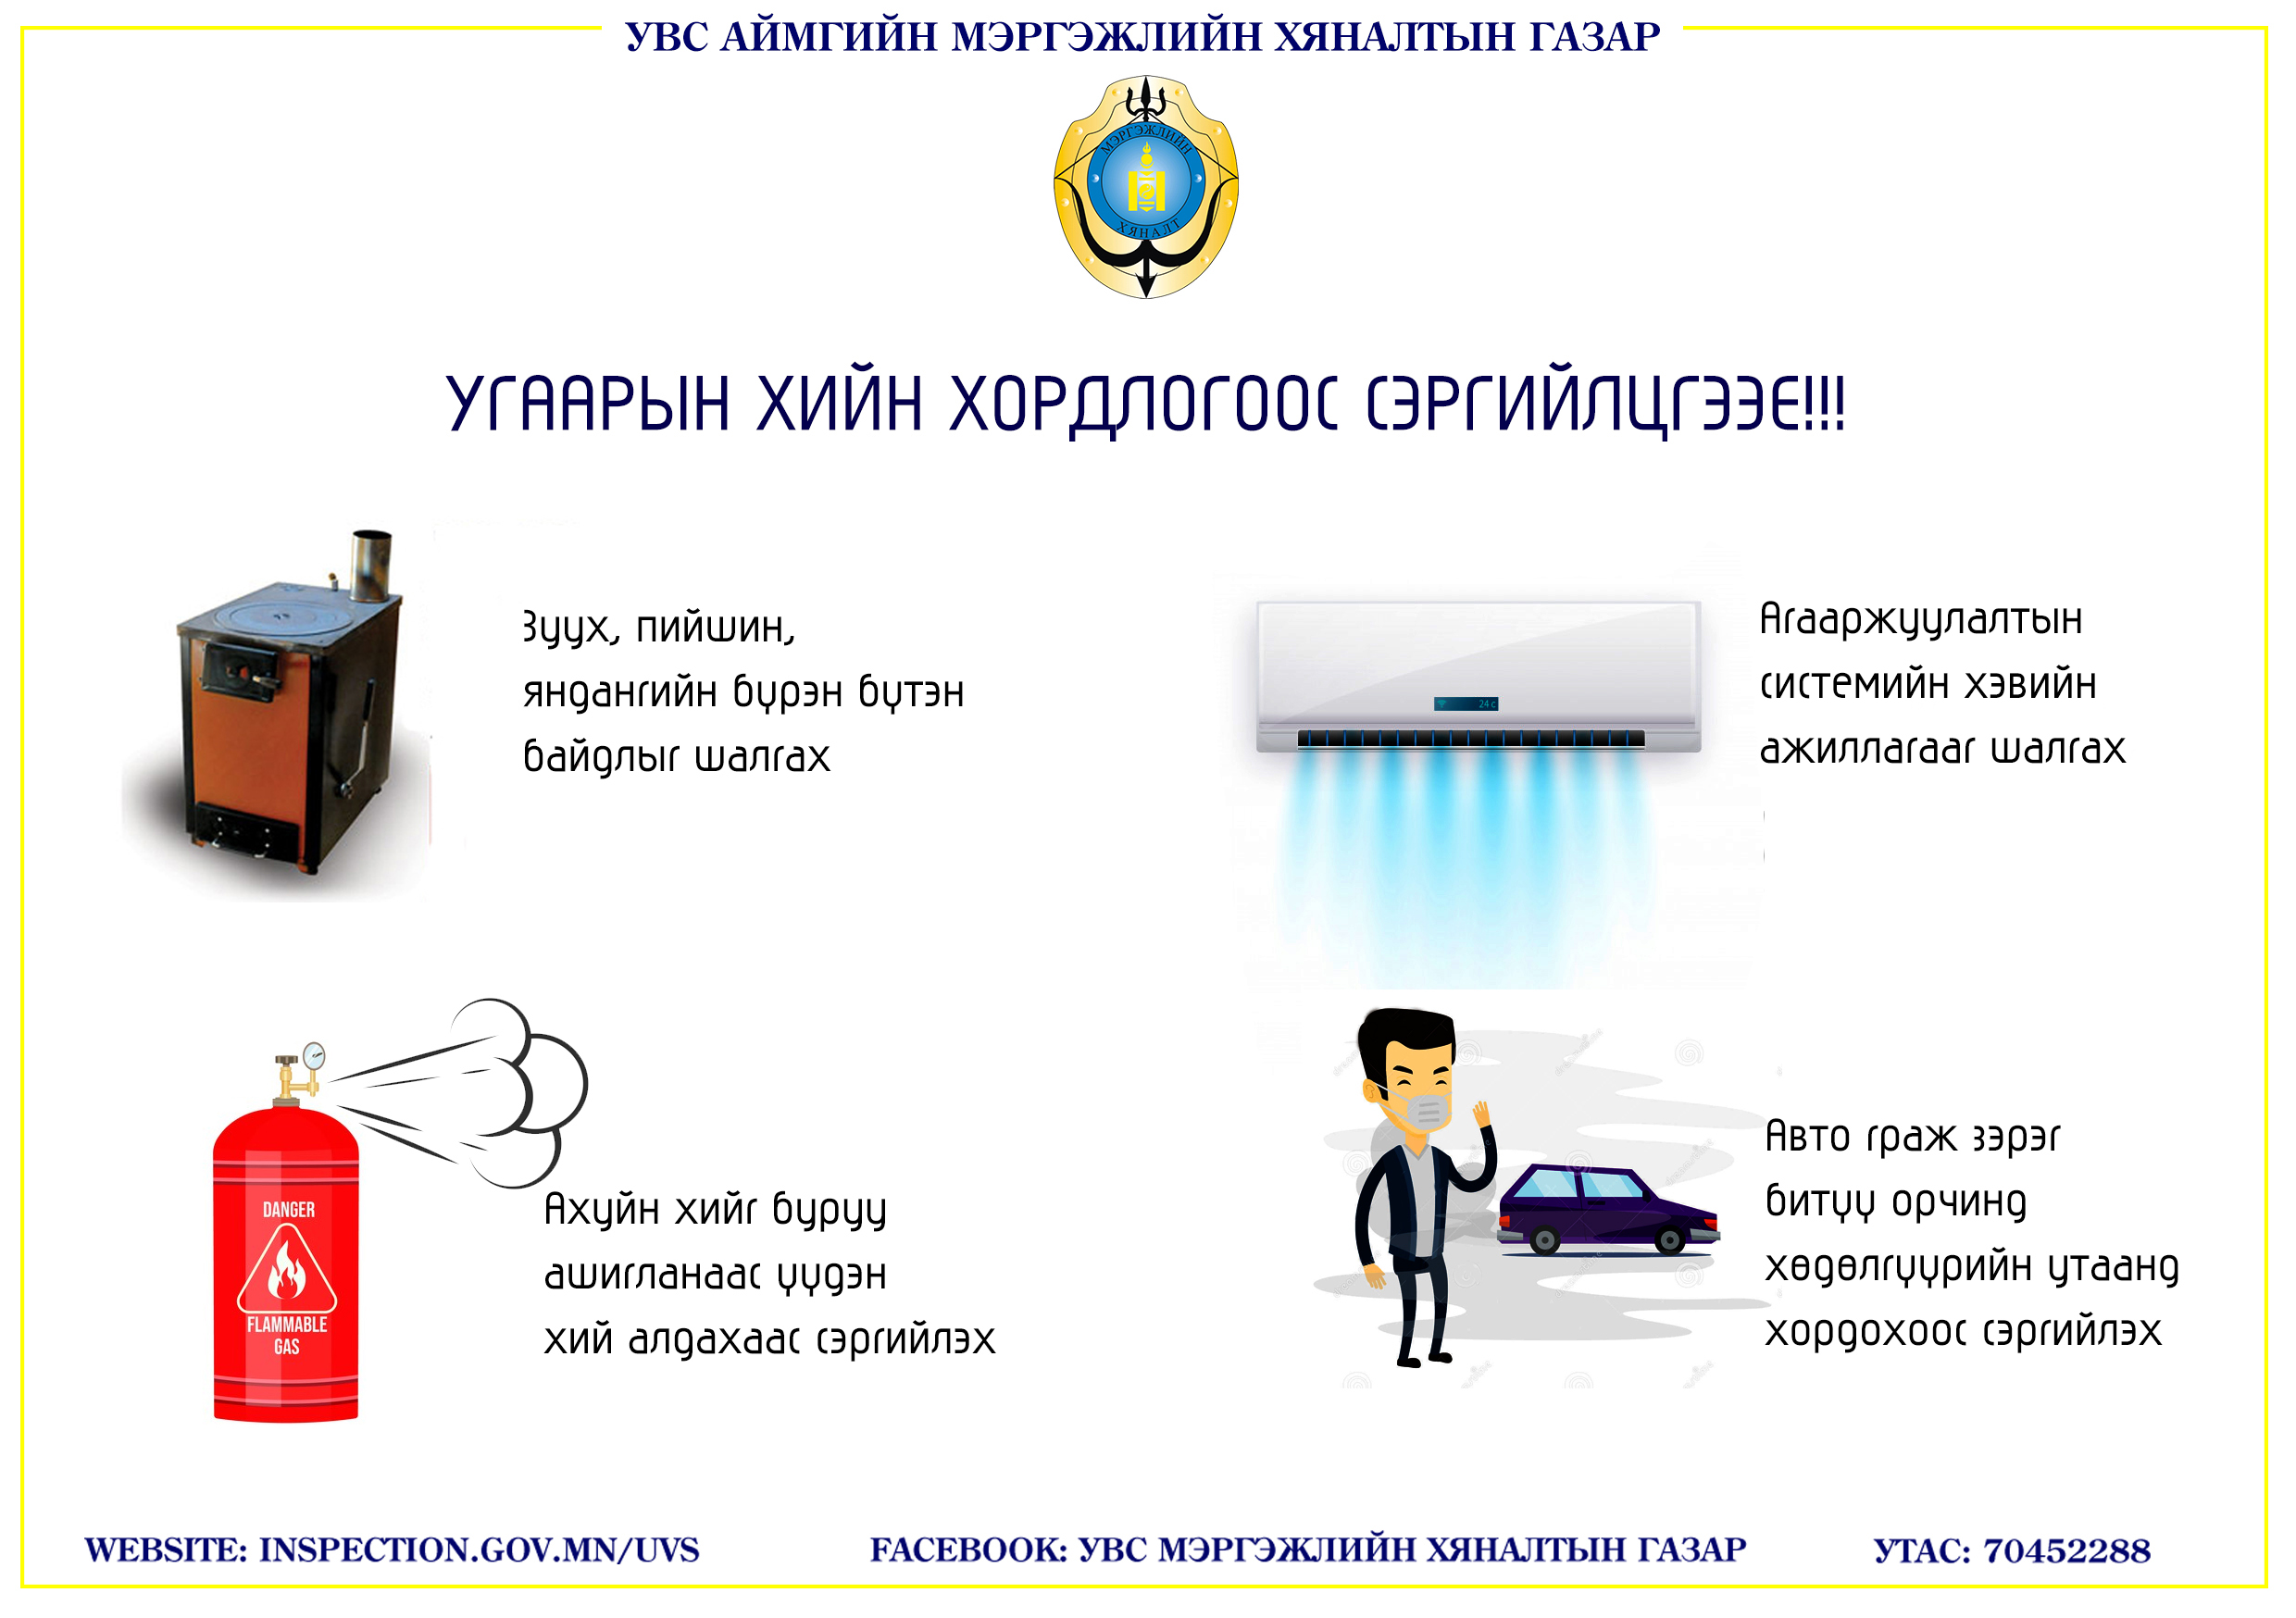 УВС АЙМГИЙН МЭРГЭЖЛИЙН ХЯНАЛТЫН ГАЗАР
МЭРГЭЖЛИЙН
ХЯНАЛТ
УГААРЫН ХИЙН ХОРДЛОГООС СЭРГИЙЛЦГЭЭЕ!!!
Зуух, пийшин,
яндангийн бүрэн бүтэн
байдлыг шалгах
24 c
Агааржуулалтын
системийн хэвийн
ажиллагааг шалгах
DANGER
FLAMMABLE
GAS
Ахуйн хийг буруу
ашигланаас үүдэн
хий алдахаас сэргийлэх
Авто граж зэрэг
битүү орчинд
хөдөлгүүрийн утаанд
хордохоос сэргийлэх
WEBSITE: INSPECTION.GOV.MN/UVS
FACEBOOK: УВС МЭРГЭЖЛИЙН ХЯНАЛТЫН ГАЗАР
УТАС: 70452288